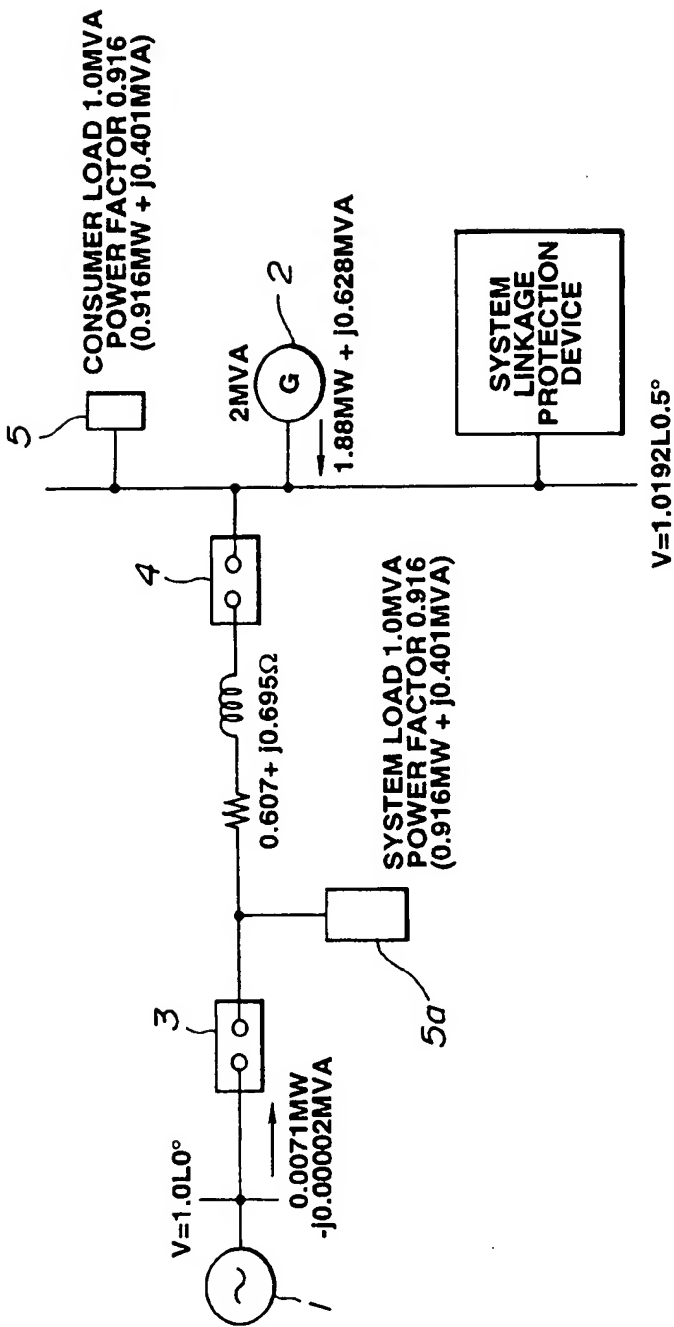 5
CONSUMER LOAD 1.0MVA
POWER FACTOR 0.916
(0.916MW + j0.401MVA)
2MVA
G
2
1.88MW + j0.628MVA
SYSTEM
LINKAGE
PROTECTION
DEVICE
V=1.0192L0.5°
4
0.607+ j0.695Ω
SYSTEM LOAD 1.0MVA
POWER FACTOR 0.916
(0.916MW + j0.401MVA)
5a
3
V=1.0L0°
0.0071MW
-j0.00002MVA
1